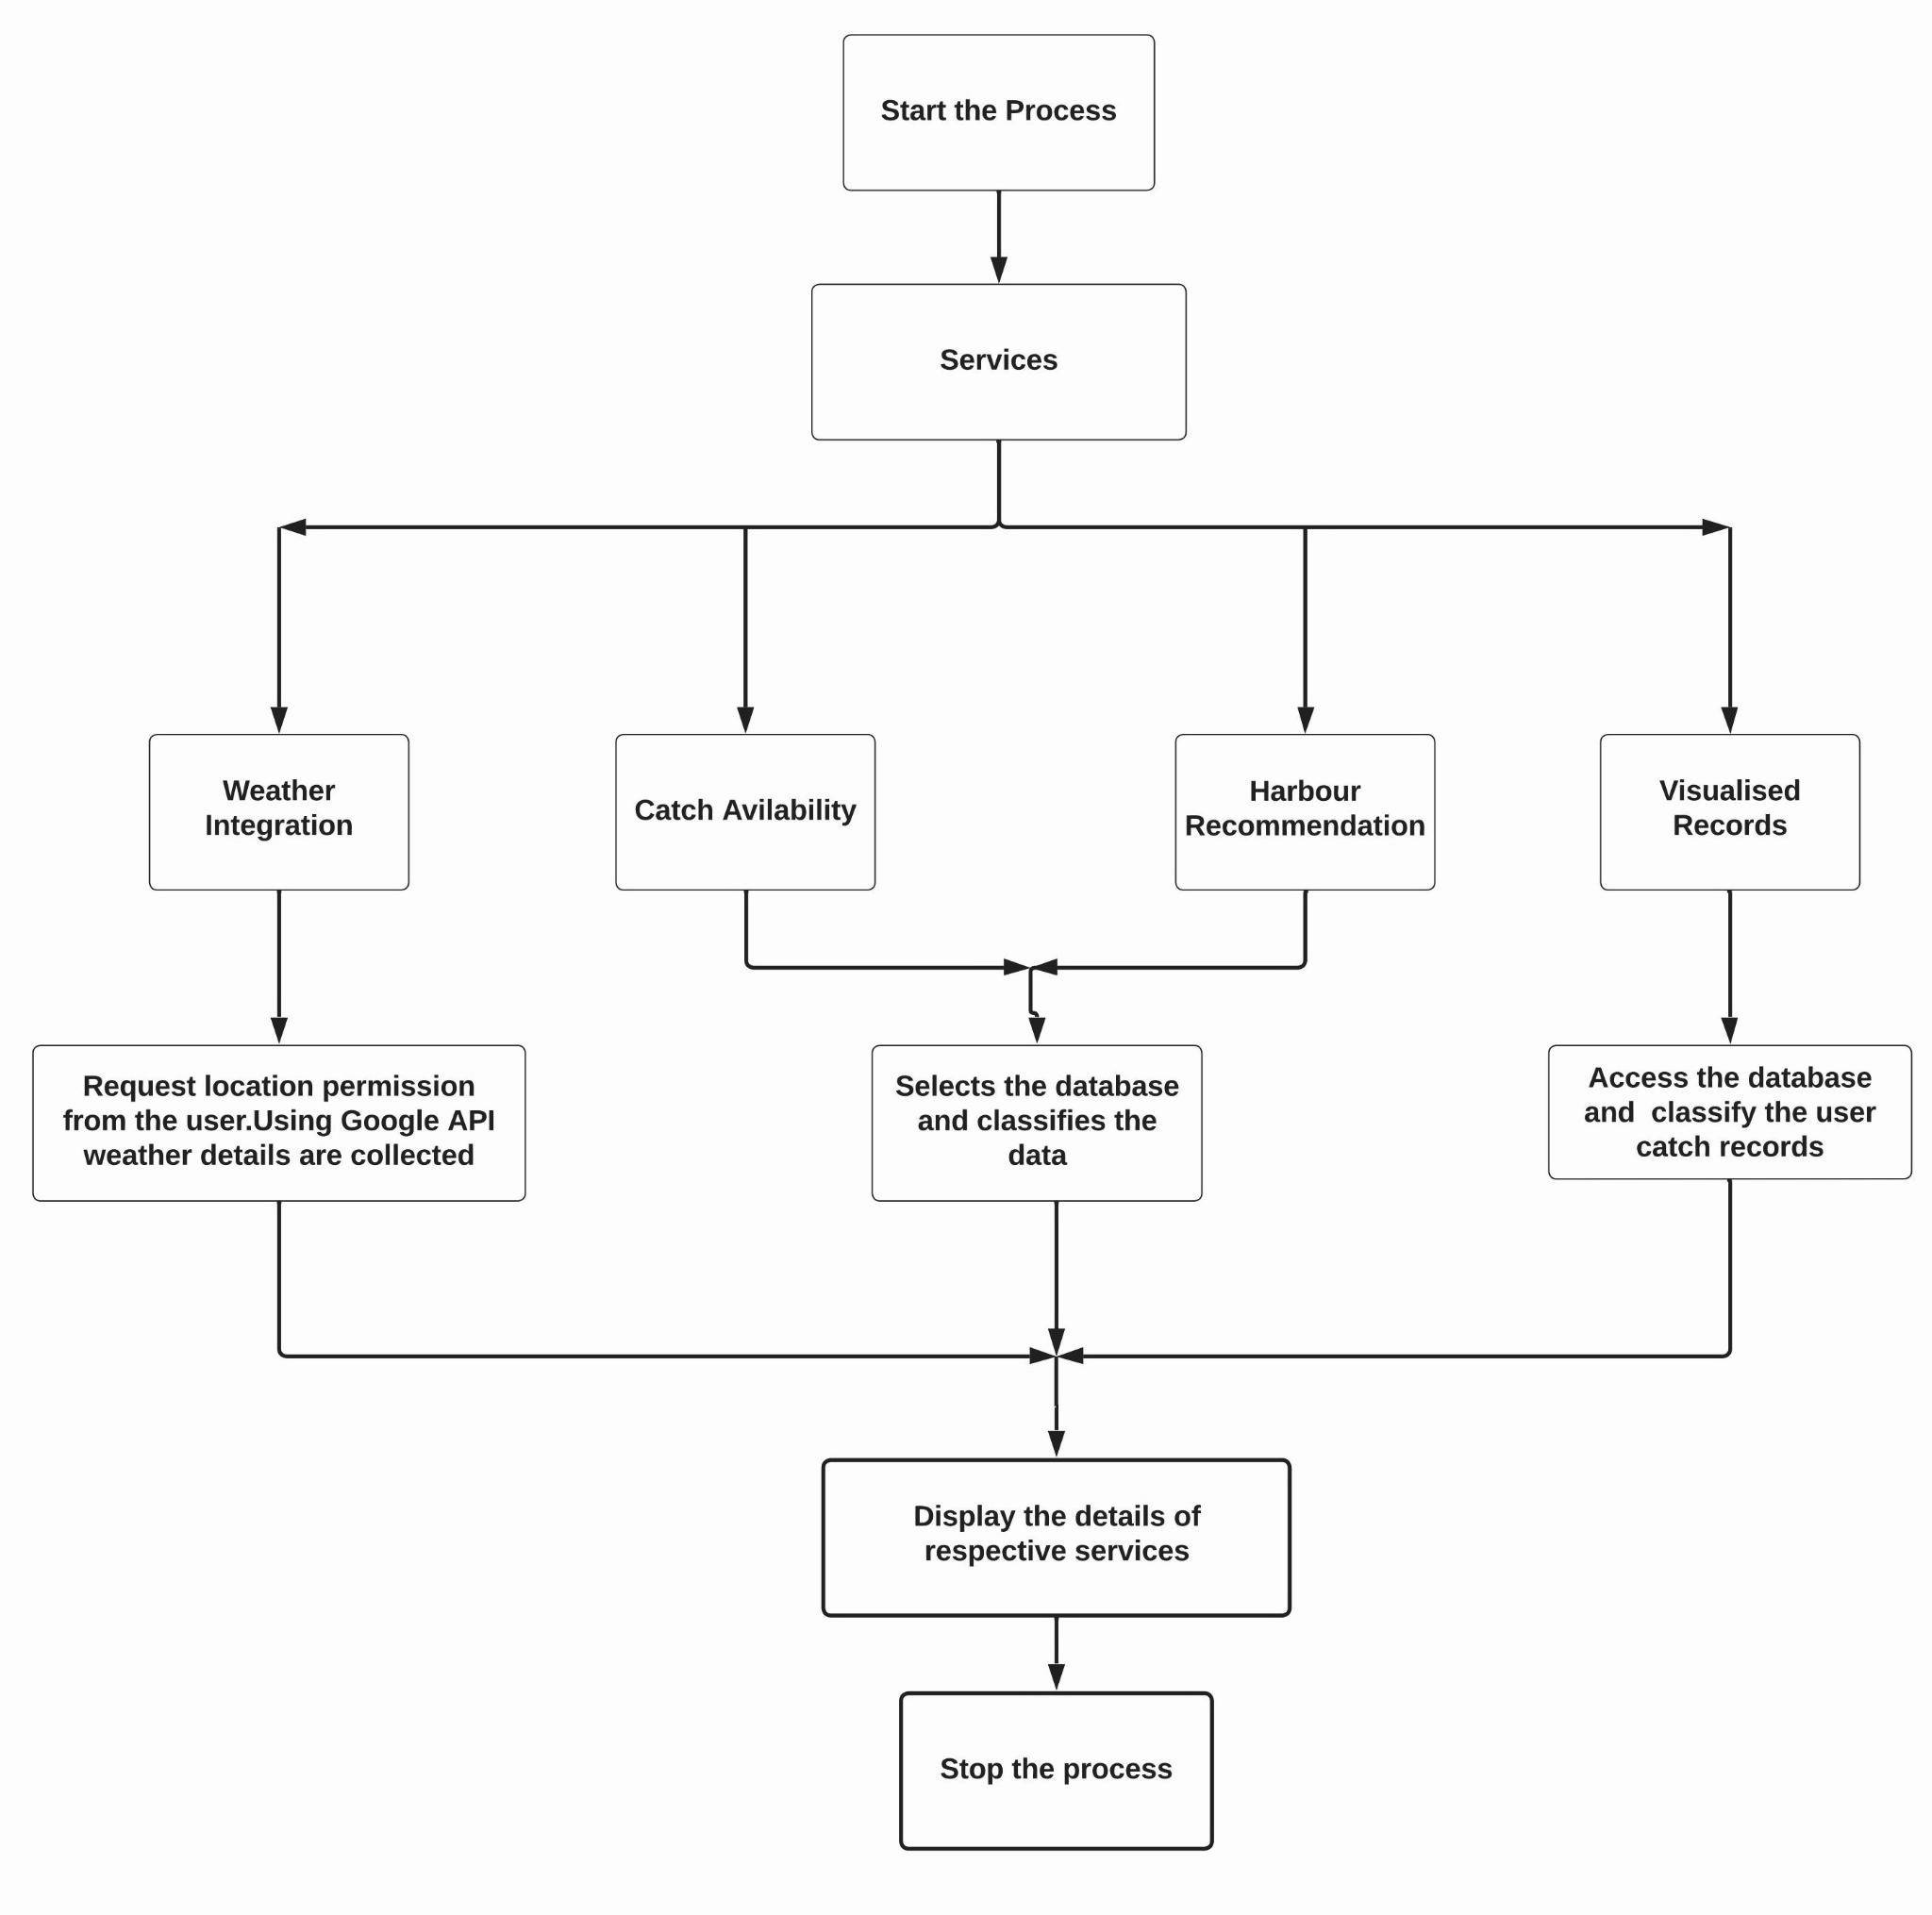 Start the Process
Services
Weather
Integration
Catch Avilability
Harbour
Recommendation
Visualised
Records
Request location permission
from the user.Using Google API
weather details are collected
Selects the database
and classifies the
data
Access the database
and  classify the user
catch records
Display the details of
respective services
Stop the process